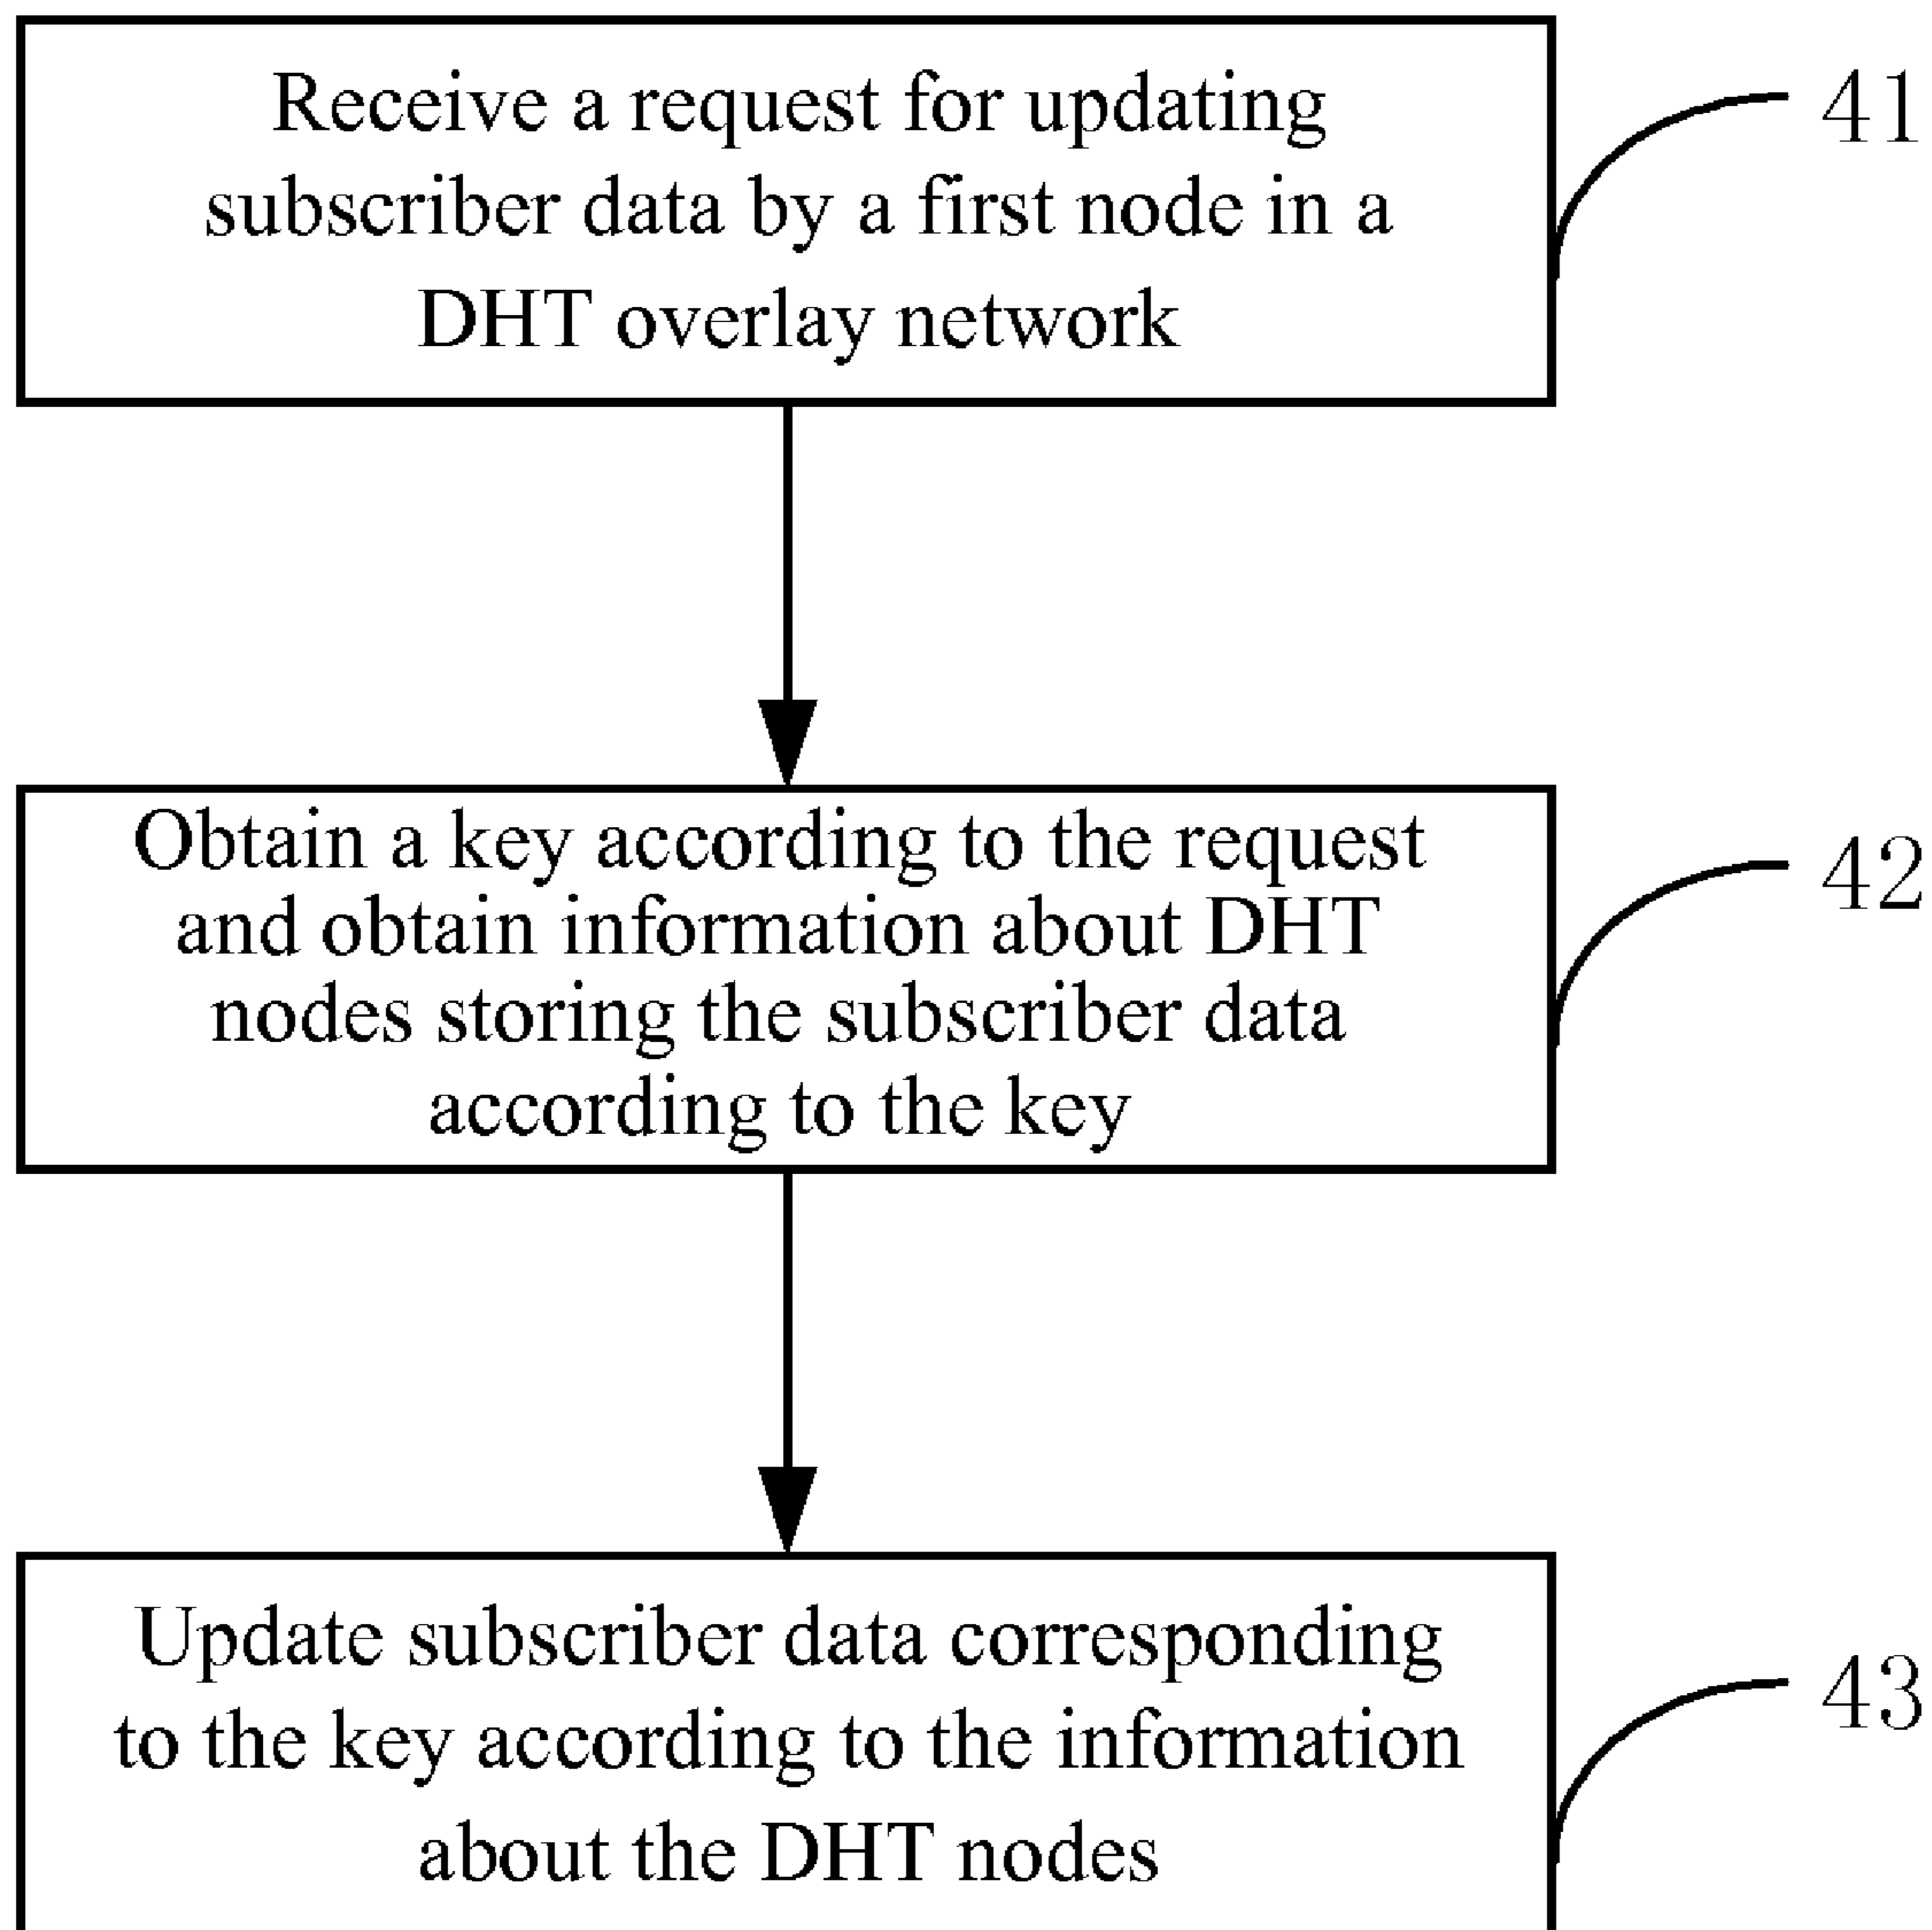 Receive a request for updating
subscriber data by a first node in a
DHT overlay network
41
Obtain a key according to the request
and obtain information about DHT
nodes storing the subscriber data
according to the key
42
Update subscriber data corresponding
to the key according to the information
about the DHT nodes
43